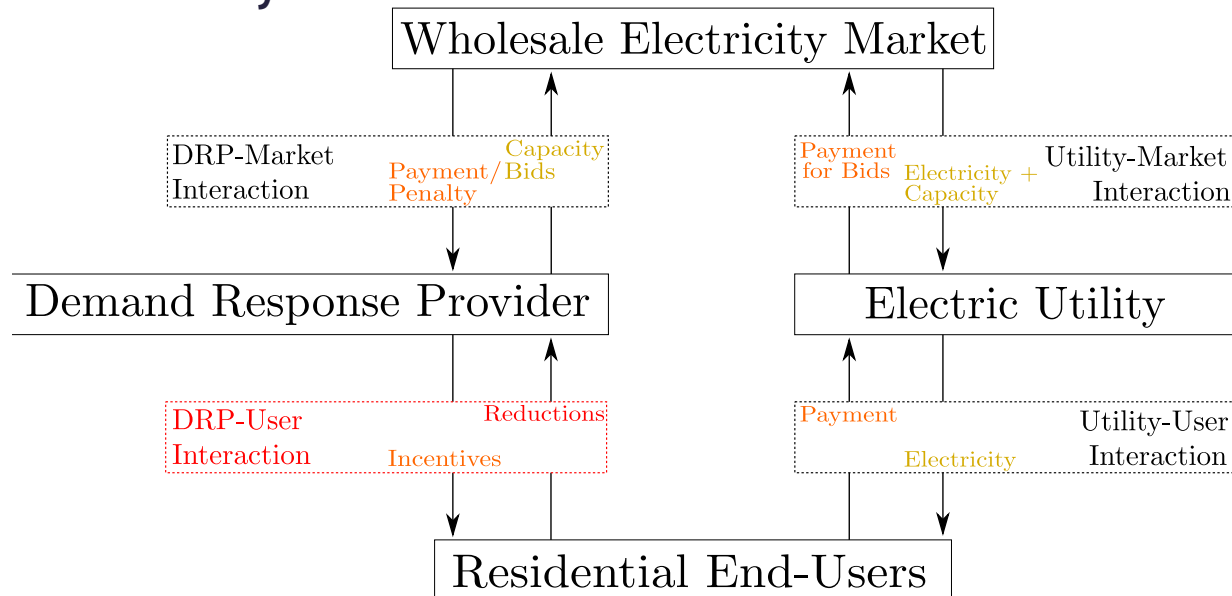 Wholesale Electricity Market
DRP-Market
Interaction
Capacity
Bids
Payment/
Penalty
Payment
for Bids
Electricity +
Capacity
Utility-Market
Interaction
Demand Response Provider
Electric Utility
DRP-User
Interaction
Reductions
Incentives
Payment
Electricity
Utility-User
Interaction
Residential End-Users